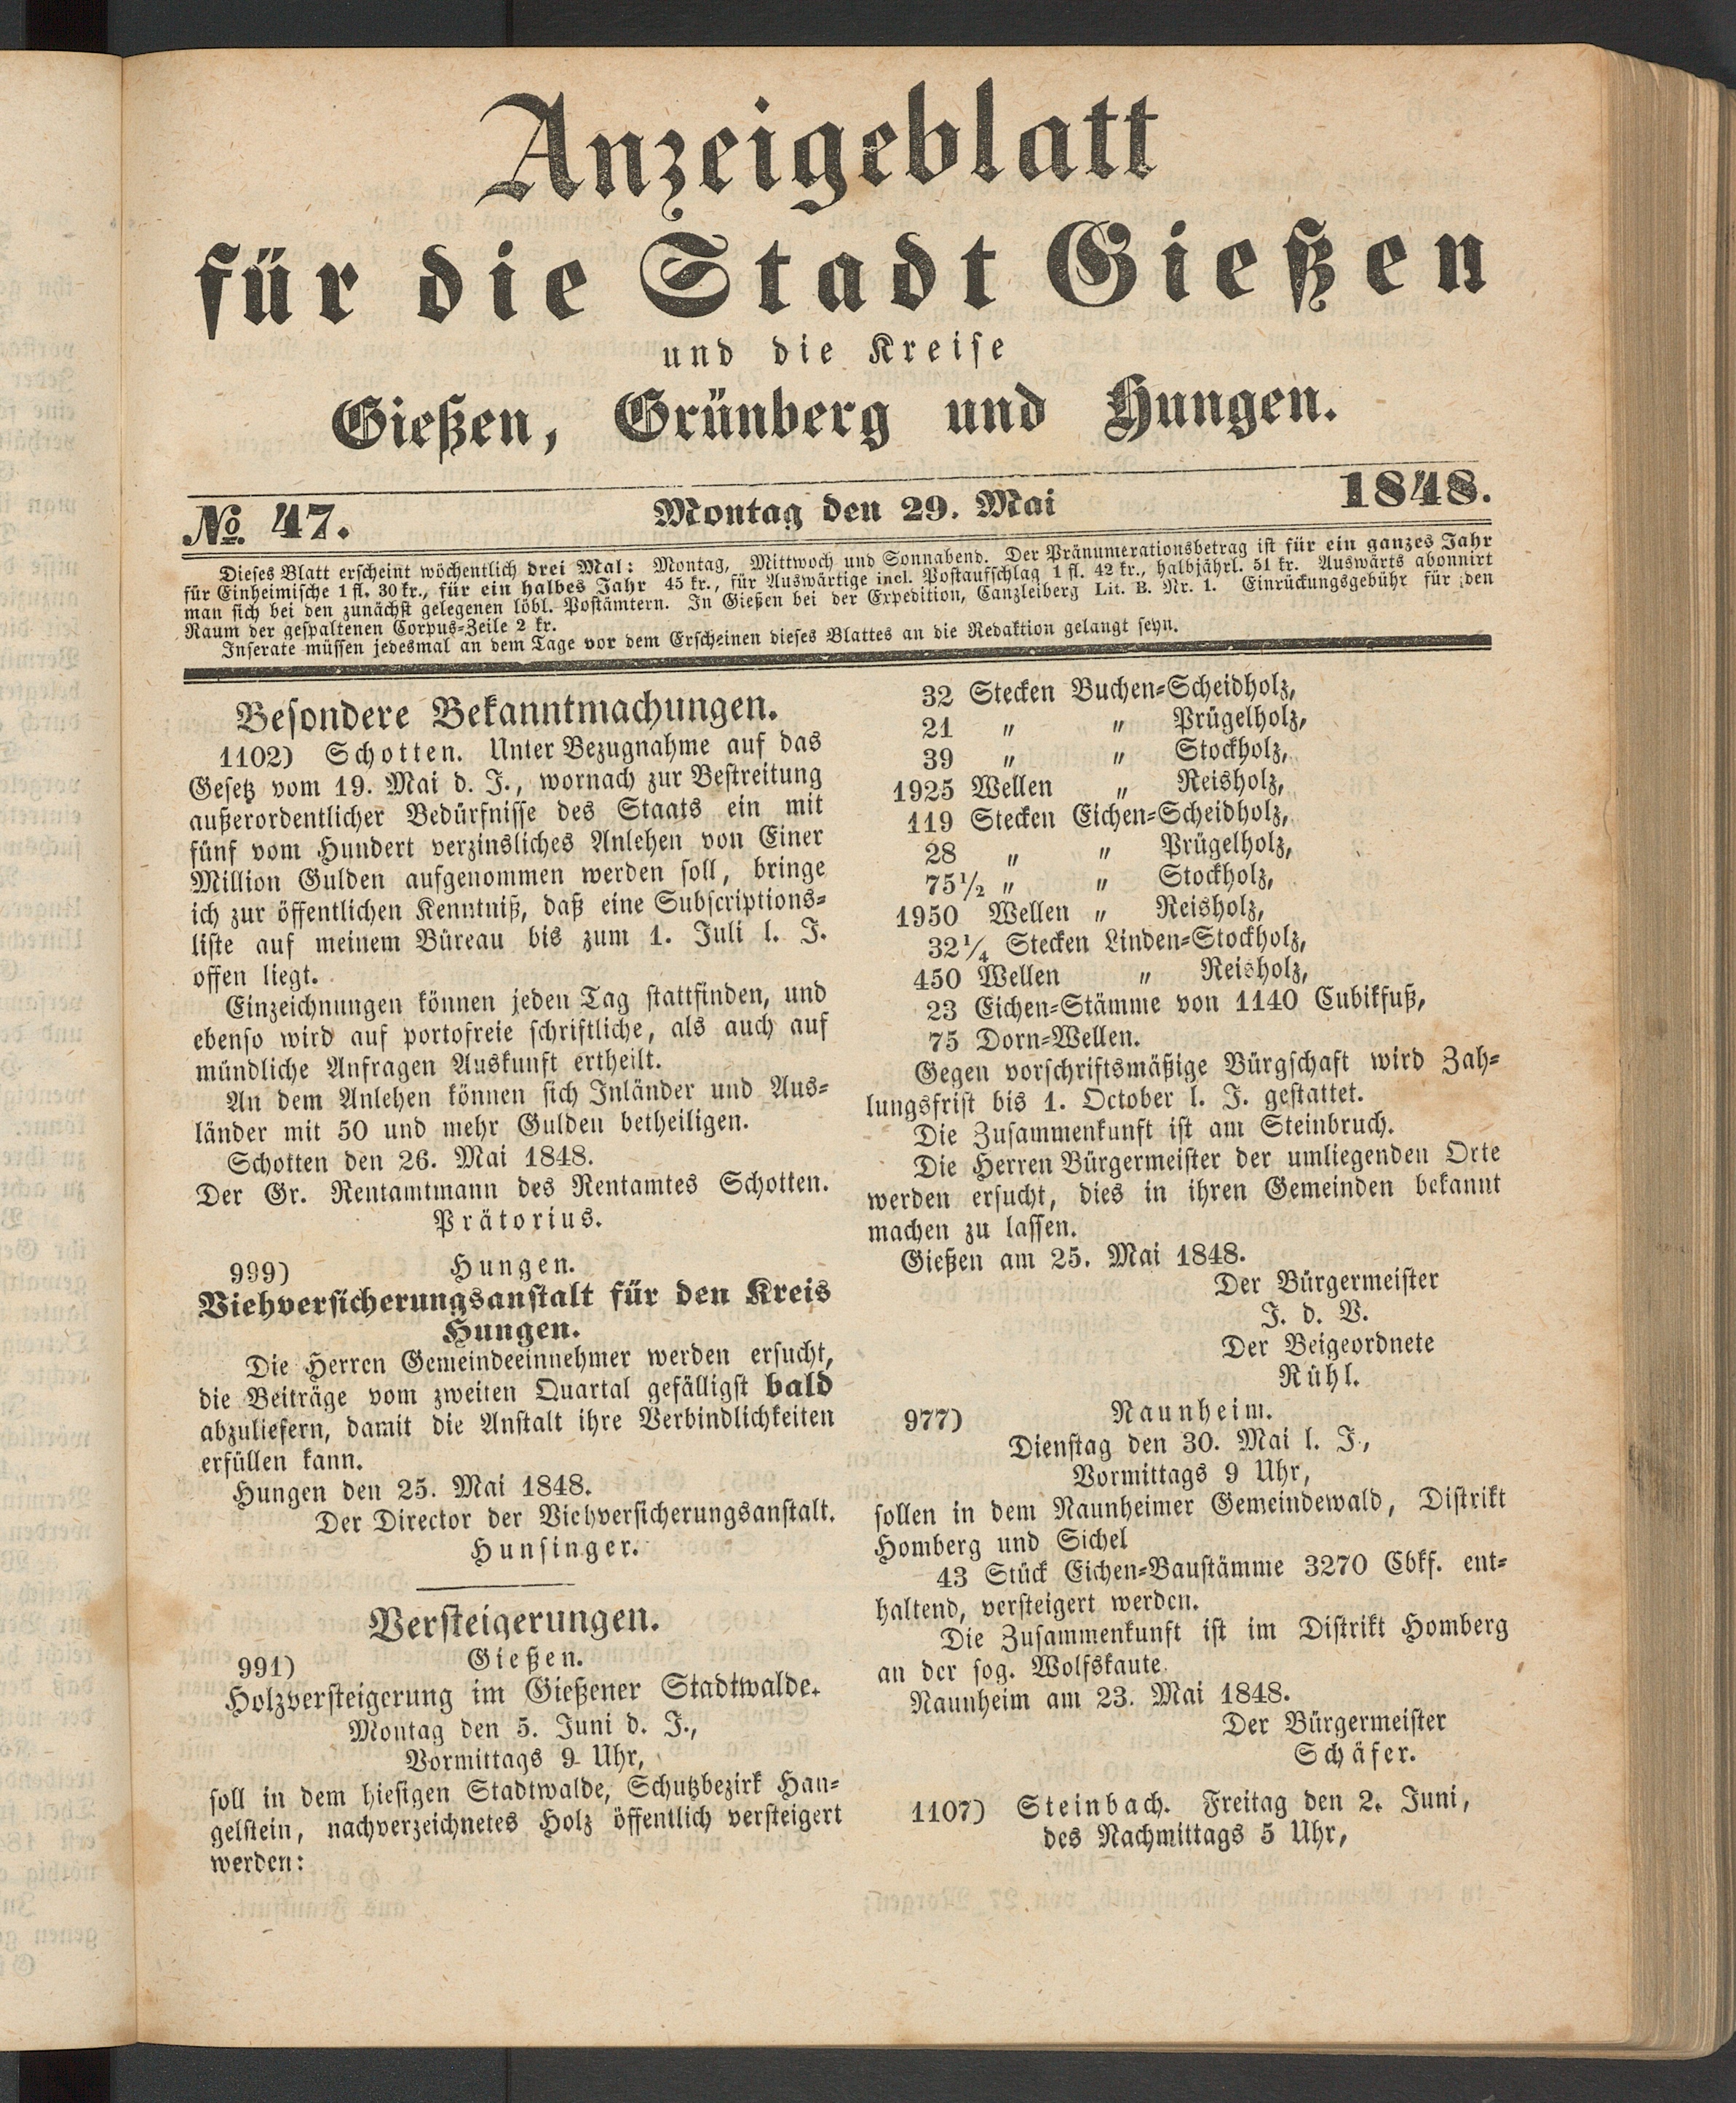 Anzeigeblatt
für die Stadt Gießen
und die Kreise
Gießen, Grünberg und Hungen.
No. 47. Montag den 29. Mai 1848.
Dieses Blatt erscheint wöchentlich drei Mal: Montag, Mittwoch und Sonnabend. Der Pränumerationsbetrag ist für ein ganzes Jahr
für Einheimische 1 fl. 30 kr., für ein halbes Jahr 45 kr., für Auswärtige incl. Postaufschlag 1 fl. 42 kr., halbjährl. 51 kr. Auswärts abonnirt
man sich bei den zunächst gelegenen löbl. Postämtern. In Gießen bei der Expedition, Canzleiberg Lit. B. Nr. 1. Einrückungsgebühr für den
Raum der gespaltenen Corpus-Zeile 2 kr.
Inserate müssen jedesmal an dem Tage vor dem Erscheinen dieses Blattes an die Redaktion gelangt seyn.
Besondere Bekanntmachungen.
1102) Schotten. Unter Bezugnahme auf das
Gesetz vom 19. Mai d. J., wornach zur Bestreitung
außerordentlicher Bedürfnisse des Staats ein mit
fünf vom Hundert verzinsliches Anlehen von Einer
Million Gulden aufgenommen werden soll, bringe
ich zur öffentlichen Kenntniß, daß eine Subscriptions-
liste auf meinem Büreau bis zum 1. Juli l. J.
offen liegt.
Einzeichnungen können jeden Tag stattfinden, und
ebenso wird auf portofreie schriftliche, als auch auf
mündliche Anfragen Auskunft ertheilt.
An dem Anlehen können sich Inländer und Aus-
länder mit 50 und mehr Gulden betheiligen.
Schotten den 26. Mai 1848.
Der Gr. Rentamtmann des Rentamtes Schotten.
Prätorius.
999) Hungen.
Viehversicherungsanstalt für den Kreis
Hungen.
Die Herren Gemeindeeinnehmer werden ersucht,
die Beiträge vom zweiten Quartal gefälligst bald
abzuliefern, damit die Anstalt ihre Verbindlichkeiten
erfüllen kann.
Hungen den 25. Mai 1848.
Der Director der Viehversicherungsanstalt.
Hunsinger.
Versteigerungen.
991) Gießen.
Holzversteigerung im Gießener Stadtwalde.
Montag den 5. Juni d. J.,
Vormittags 9 Uhr,
soll in dem hiesigen Stadtwalde, Schutzbezirk Han-
gelstein, nachverzeichnetes Holz öffentlich versteigert
werden:
32 Stecken Buchen-Scheidholz,
21 " " Prügelholz,
39 " " Stockholz,
1925 Wellen " Reisholz,
119 Stecken Eichen-Scheidholz,
28 " " Prügelholz,
75½ " " Stockholz,
1950 Wellen " Reisholz,
32¼ Stecken Linden-Stockholz,
450 Wellen " Reisholz,
23 Eichen-Stämme von 1140 Cubikfuß,
75 Dorn-Wellen.
Gegen vorschriftsmäßige Bürgschaft wird Zah-
lungsfrist bis 1. October l. J. gestattet.
Die Zusammenkunft ist am Steinbruch.
Die Herren Bürgermeister der umliegenden Orte
werden ersucht, dies in ihren Gemeinden bekannt
machen zu lassen.
Gießen am 25. Mai 1848.
Der Bürgermeister
J. d. V.
Der Beigeordnete
Rühl.
977) Naunheim.
Dienstag den 30. Mai l. J.,
Vormittags 9 Uhr,
sollen in dem Naunheimer Gemeindewald, Distrikt
Homberg und Sichel
43 Stück Eichen-Baustämme 3270 Cbkf. ent-
haltend, versteigert werden.
Die Zusammenkunft ist im Distrikt Homberg
an der sog. Wolfskaute.
Naunheim am 23. Mai 1848.
Der Bürgermeister
Schäfer.
1107) Steinbach. Freitag den 2. Juni,
des Nachmittags 5 Uhr,